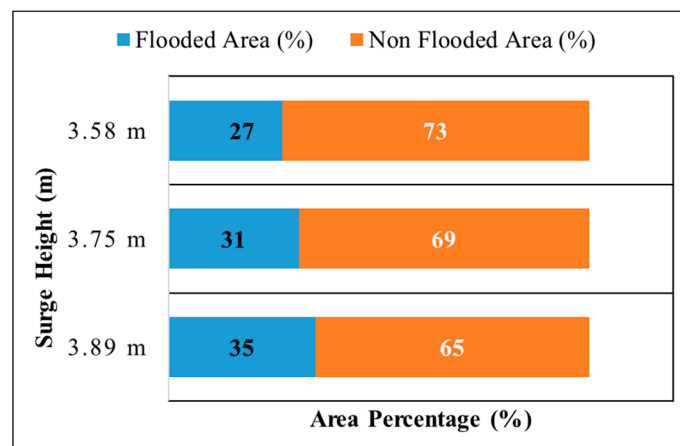 Flooded Area (%) Non Flooded Area (%)
Surge Height (m)
3.58 m 27 73
3.75 m 31 69
3.89 m 35 65
Area Percentage (%)